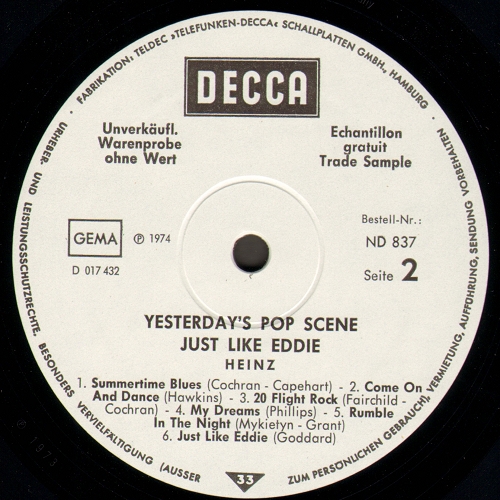 FABRIKATION: TELDEC »TELEFUNKEN-DECCA« SCHALLPLATTEN GMBH., HAMBURG ·
URHEBER- UND LEISTUNGSSCHUTZRECHTE. BESONDERS VERVIELFÄLTIGUNG (AUSSER ZUM PERSÖNLICHEN GEBRAUCH), VERMIETUNG, AUFFÜHRUNG, SENDUNG VORBEHALTEN ·
DECCA
Unverkäufl.
Warenprobe
ohne Wert
Echantillon
gratuit
Trade Sample
GEMA
℗ 1974
D 017 432
Bestell-Nr.:
ND 837
Seite 2
YESTERDAY'S POP SCENE
JUST LIKE EDDIE
HEINZ
1. Summertime Blues (Cochran - Capehart) - 2. Come On
And Dance (Hawkins) - 3. 20 Flight Rock (Fairchild -
Cochran) - 4. My Dreams (Phillips) - 5. Rumble
In The Night (Mykietyn - Grant)
6. Just Like Eddie (Goddard)
33
℗ 1973